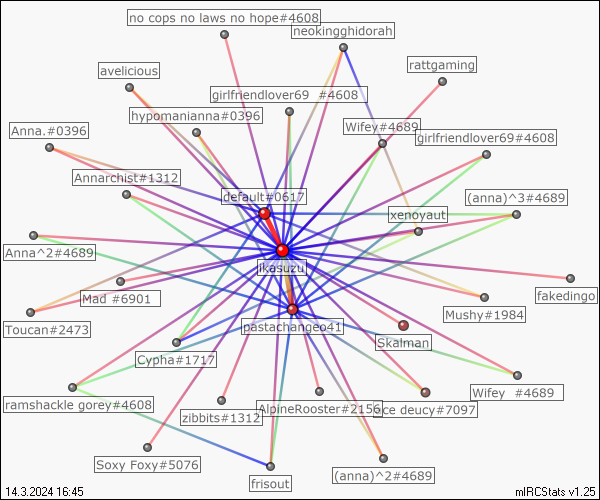 no cops no laws no hope#4608
neokingghidorah
rattgaming
avelicious
girlfriendlover69 #4608
hypomanianna#0396
Wifey#4689
Anna.#0396
girlfriendlover69#4608
Annarchist#1312
default#0617
(anna)^3#4689
xenoyaut
Anna^2#4689
ikasuzu
Mad #6901
fakedingo
Mushy#1984
Toucan#2473
pastachangeo41
Skalman
Cypha#1717
Wifey #4689
ramshackle gorey#4608
zibbits#1312
AlpineRooster#2156
ce deucy#7097
Soxy Foxy#5076
(anna)^2#4689
frisout
14.3.2024 16:45
mIRCStats v1.25